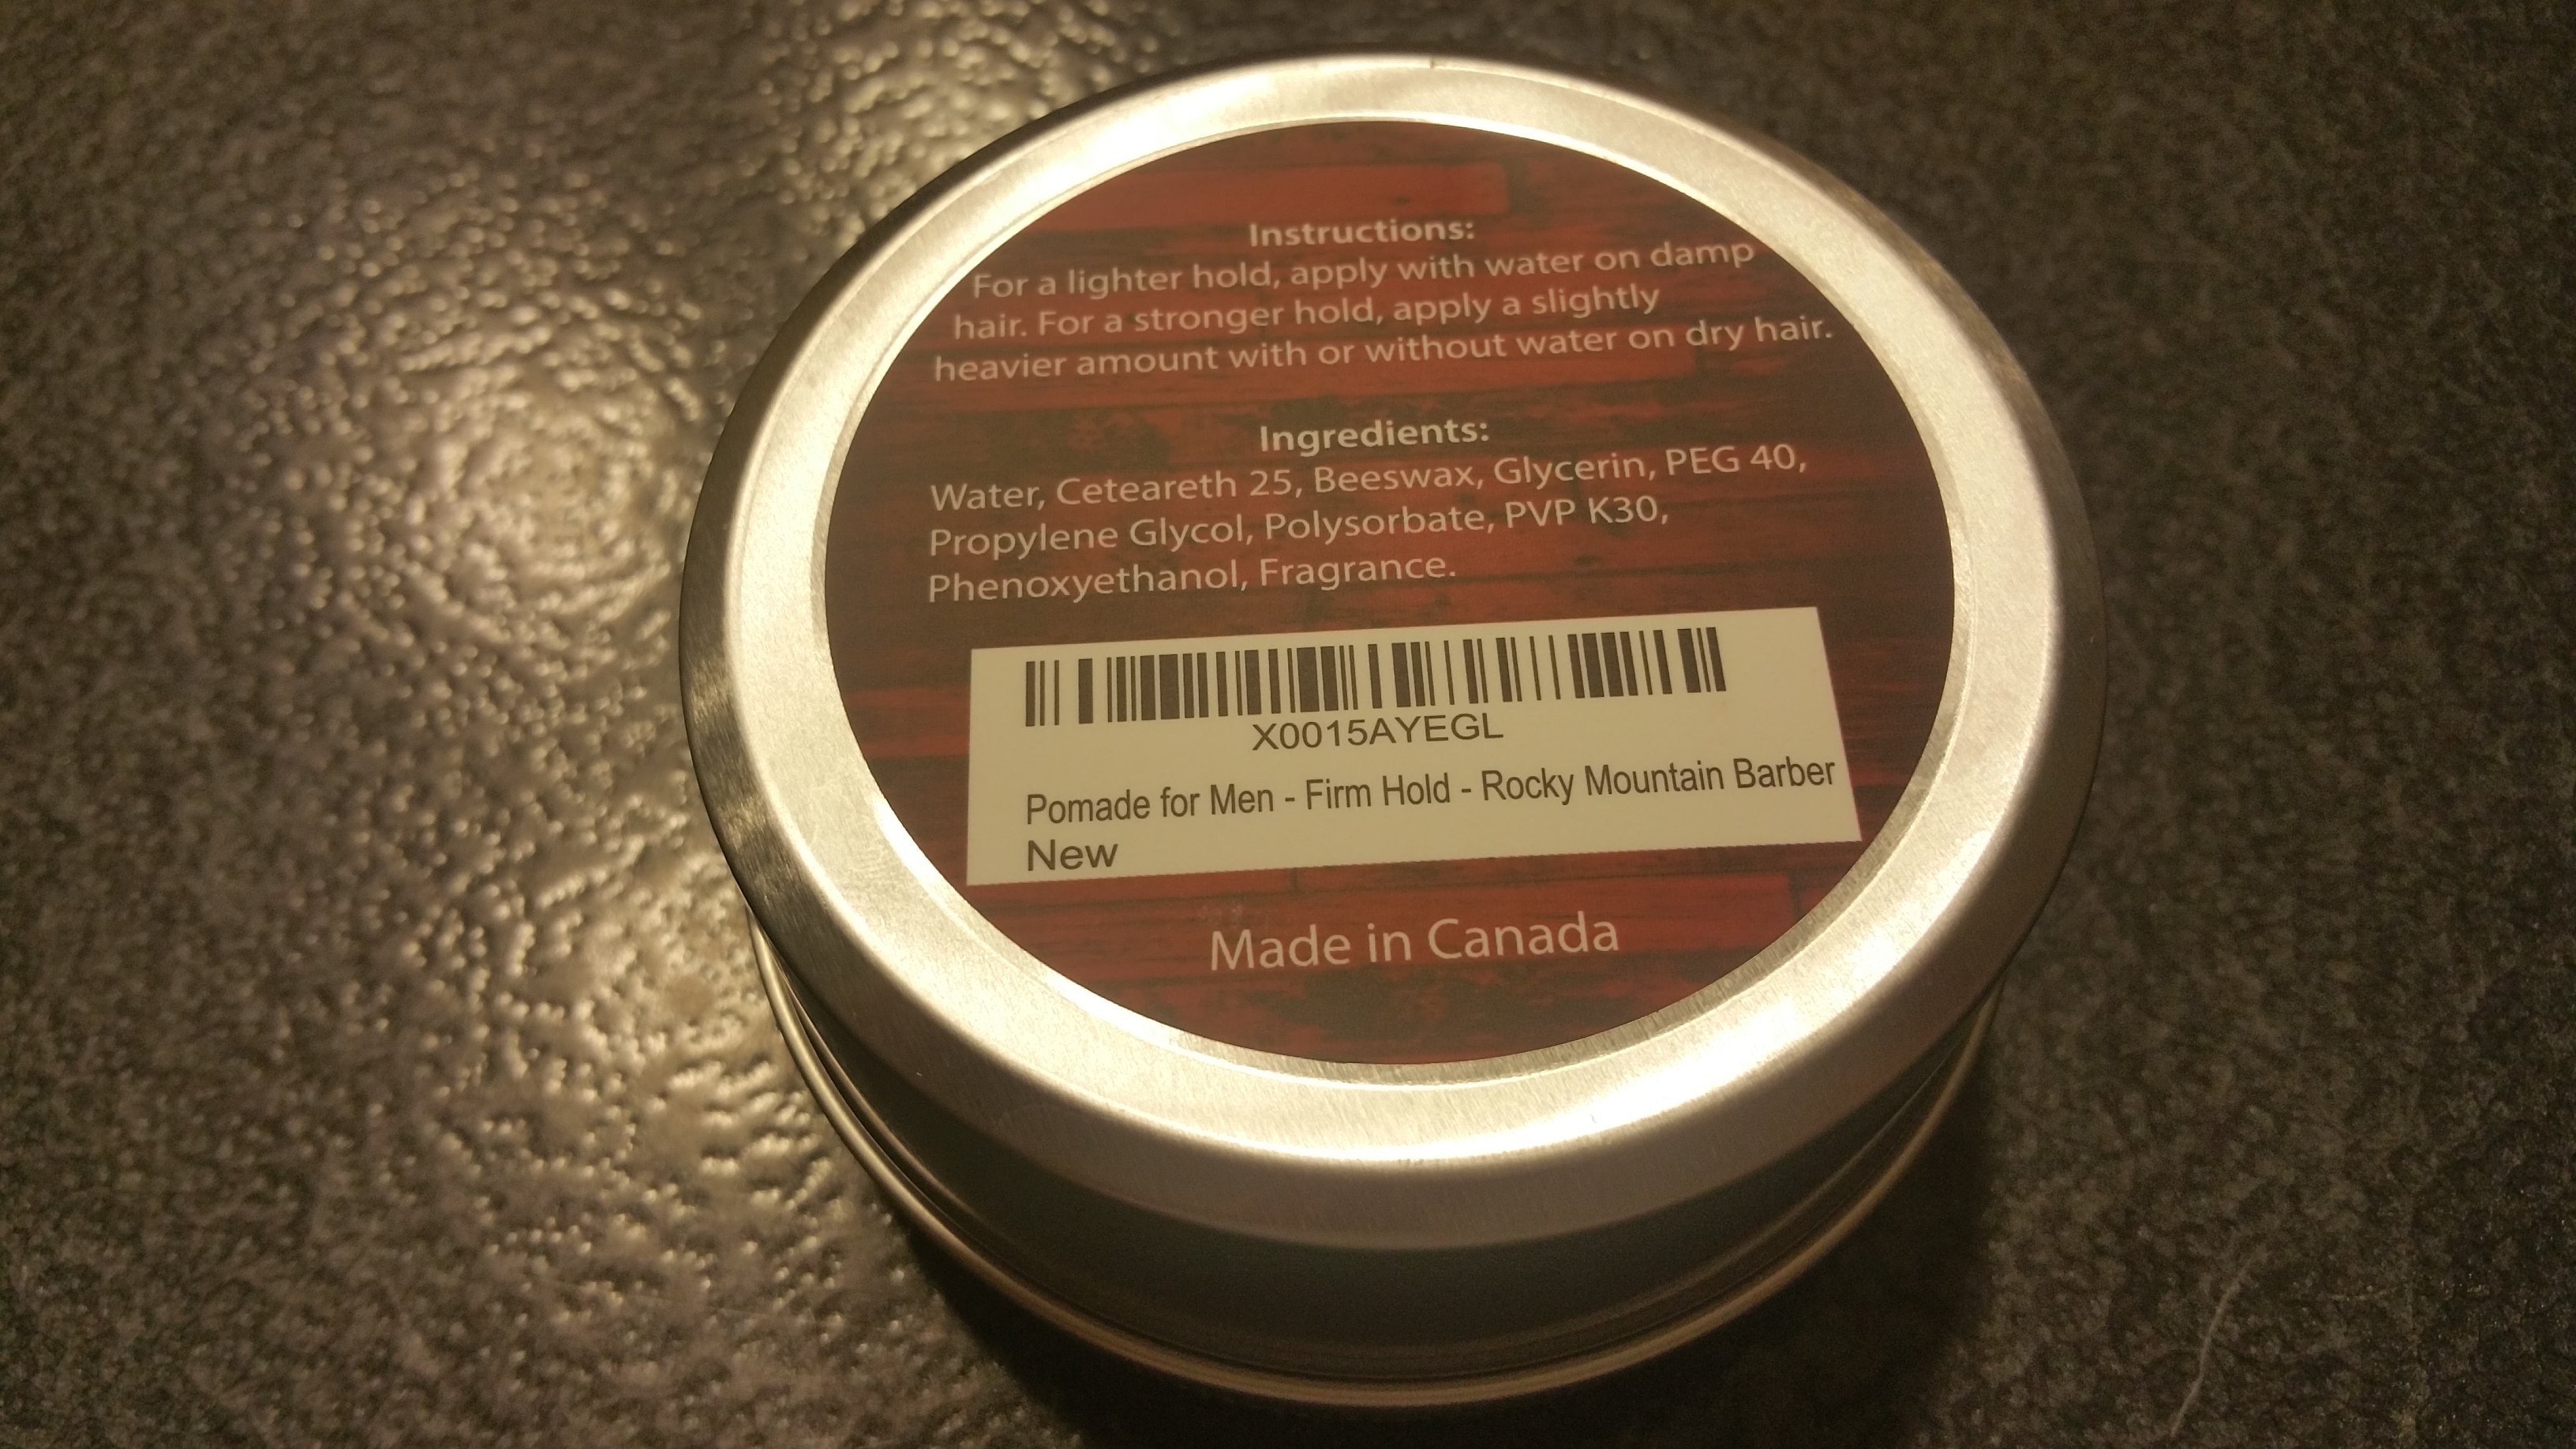 Instructions:
For a lighter hold, apply with water on damp
hair. For a stronger hold, apply a slightly
heavier amount with or without water on dry hair.
Ingredients:
Water, Ceteareth 25, Beeswax, Glycerin, PEG 40,
Propylene Glycol, Polysorbate, PVP K30,
Phenoxyethanol, Fragrance.
X0015AYEGL
Pomade for Men - Firm Hold - Rocky Mountain Barber
New
Made in Canada